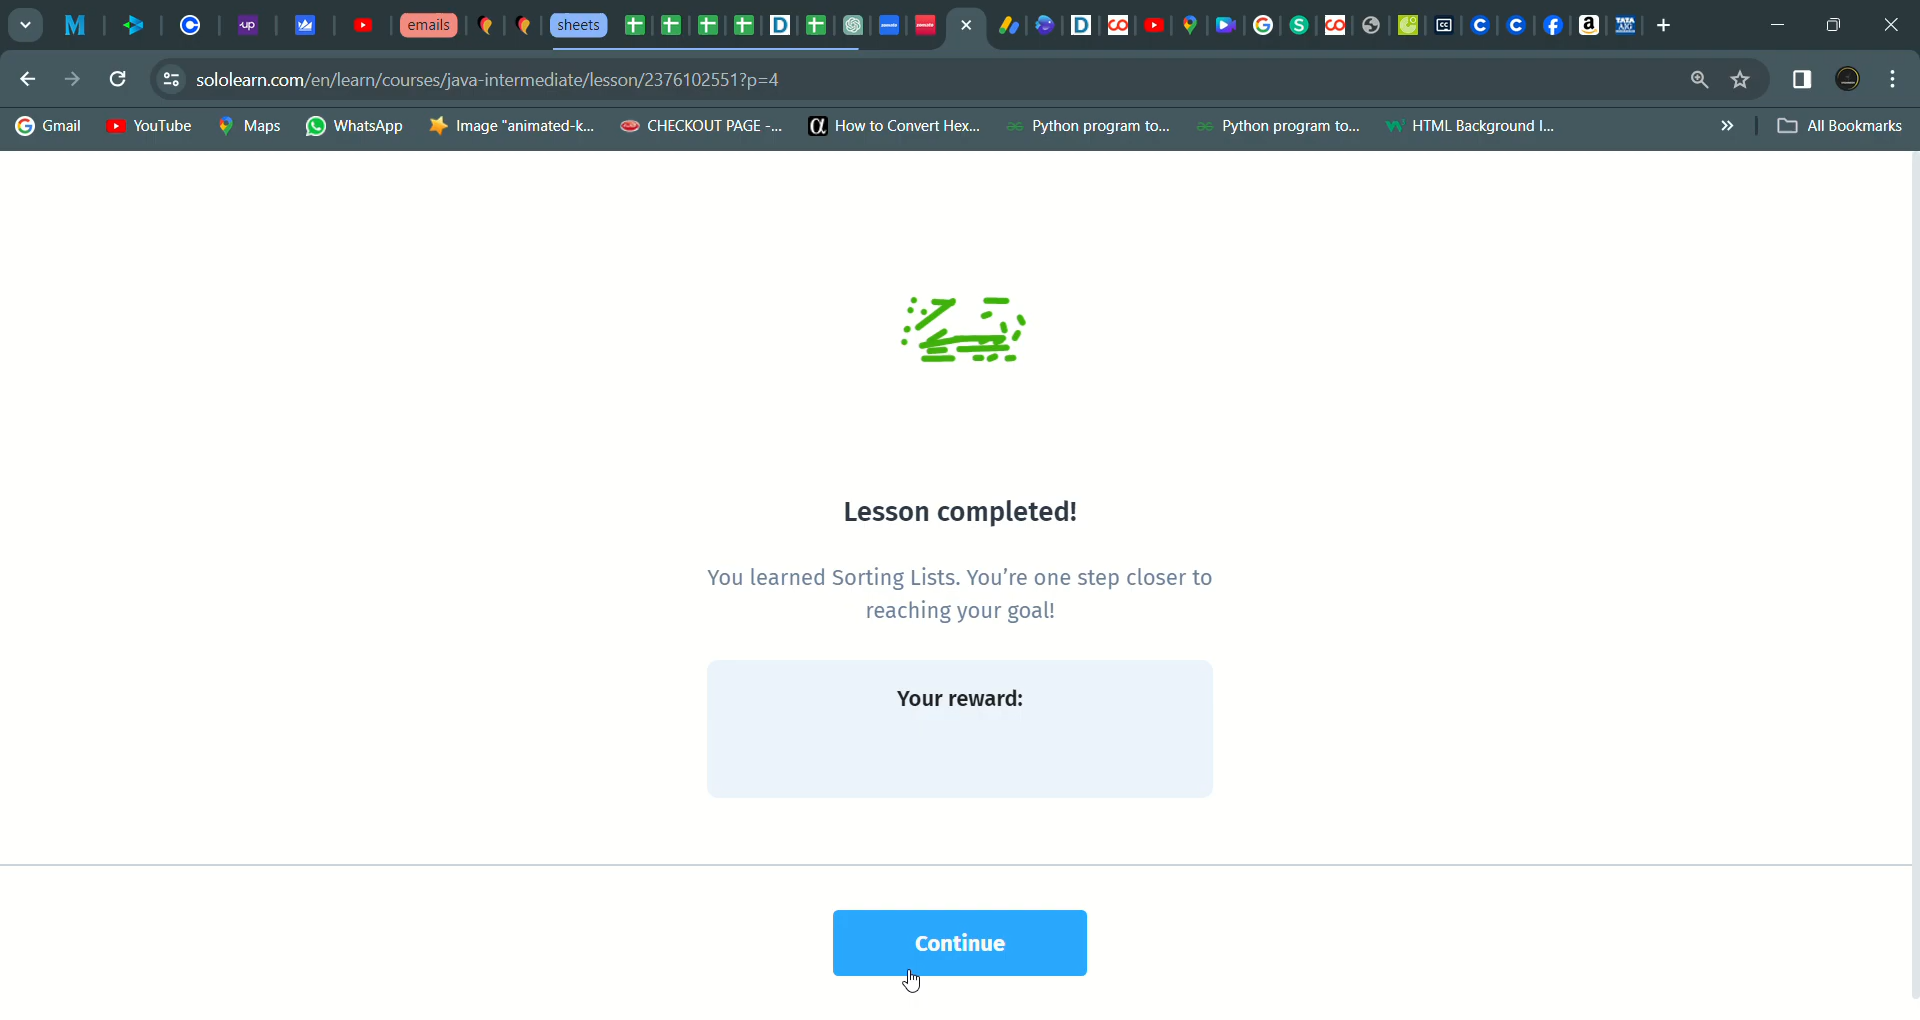 emails
sheets
sololearn.com/en/learn/courses/java-intermediate/lesson/2376102551?p=4
Gmail
YouTube
Maps
WhatsApp
Image "animated-k...
CHECKOUT PAGE -...
How to Convert Hex...
Python program to...
Python program to...
HTML Background I...
All Bookmarks
Lesson completed!
You learned Sorting Lists. You're one step closer to
reaching your goal!
Your reward:
Continue